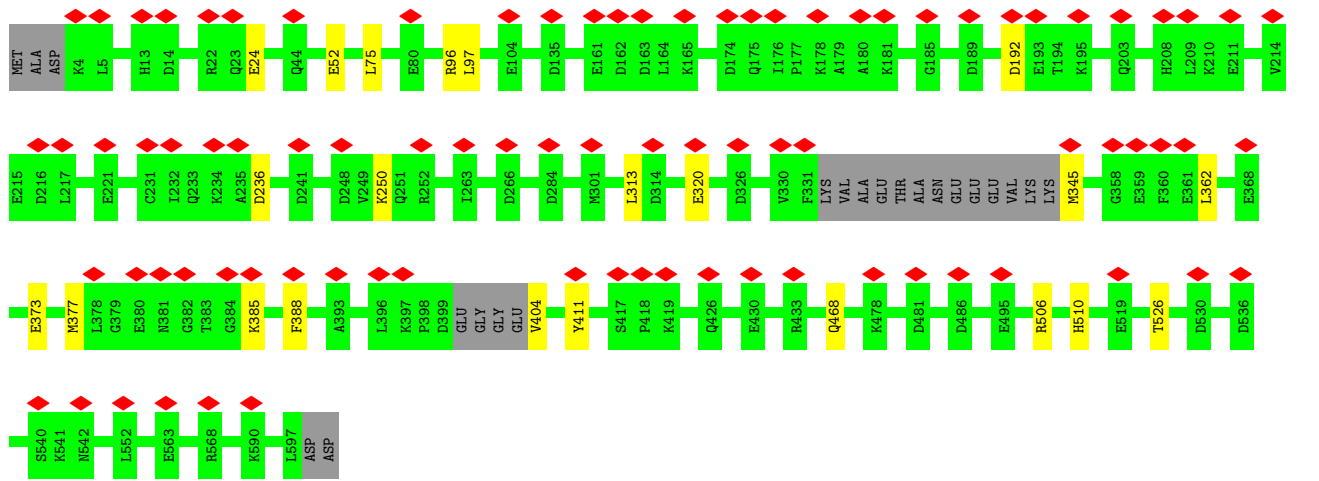 MET ALA ASP K4 L5 H13 D14 R22 Q23 E24 Q44 E52 L75 E80 R96 L97 E104 D135 E161 D162 D163 L164 K165 D174 Q175 I176 P177 K178 A179 A180 K181 G185 D189 D192 E193 T194 K195 Q203 H208 L209 K210 E211 V214
E215 D216 L217 E221 C231 I232 Q233 K234 A235 D236 D241 D248 V249 K250 Q251 R252 I263 D266 D284 M301 L313 D314 E320 D326 V330 F331 LYS VAL ALA GLU THR ALA ASN GLU GLU GLU VAL LYS LYS M345 G358 E359 F360 E361 L362 E368
E373 M377 L378 G379 E380 N381 G382 T383 G384 K385 F388 A393 L396 K397 P398 D399 GLU GLY GLY GLU V404 Y411 S417 P418 K419 Q426 E430 R433 Q468 K478 D481 D486 E495 R506 H510 E519 T526 D530 D536
S540 K541 N542 L552 E563 R568 K590 L597 ASP ASP